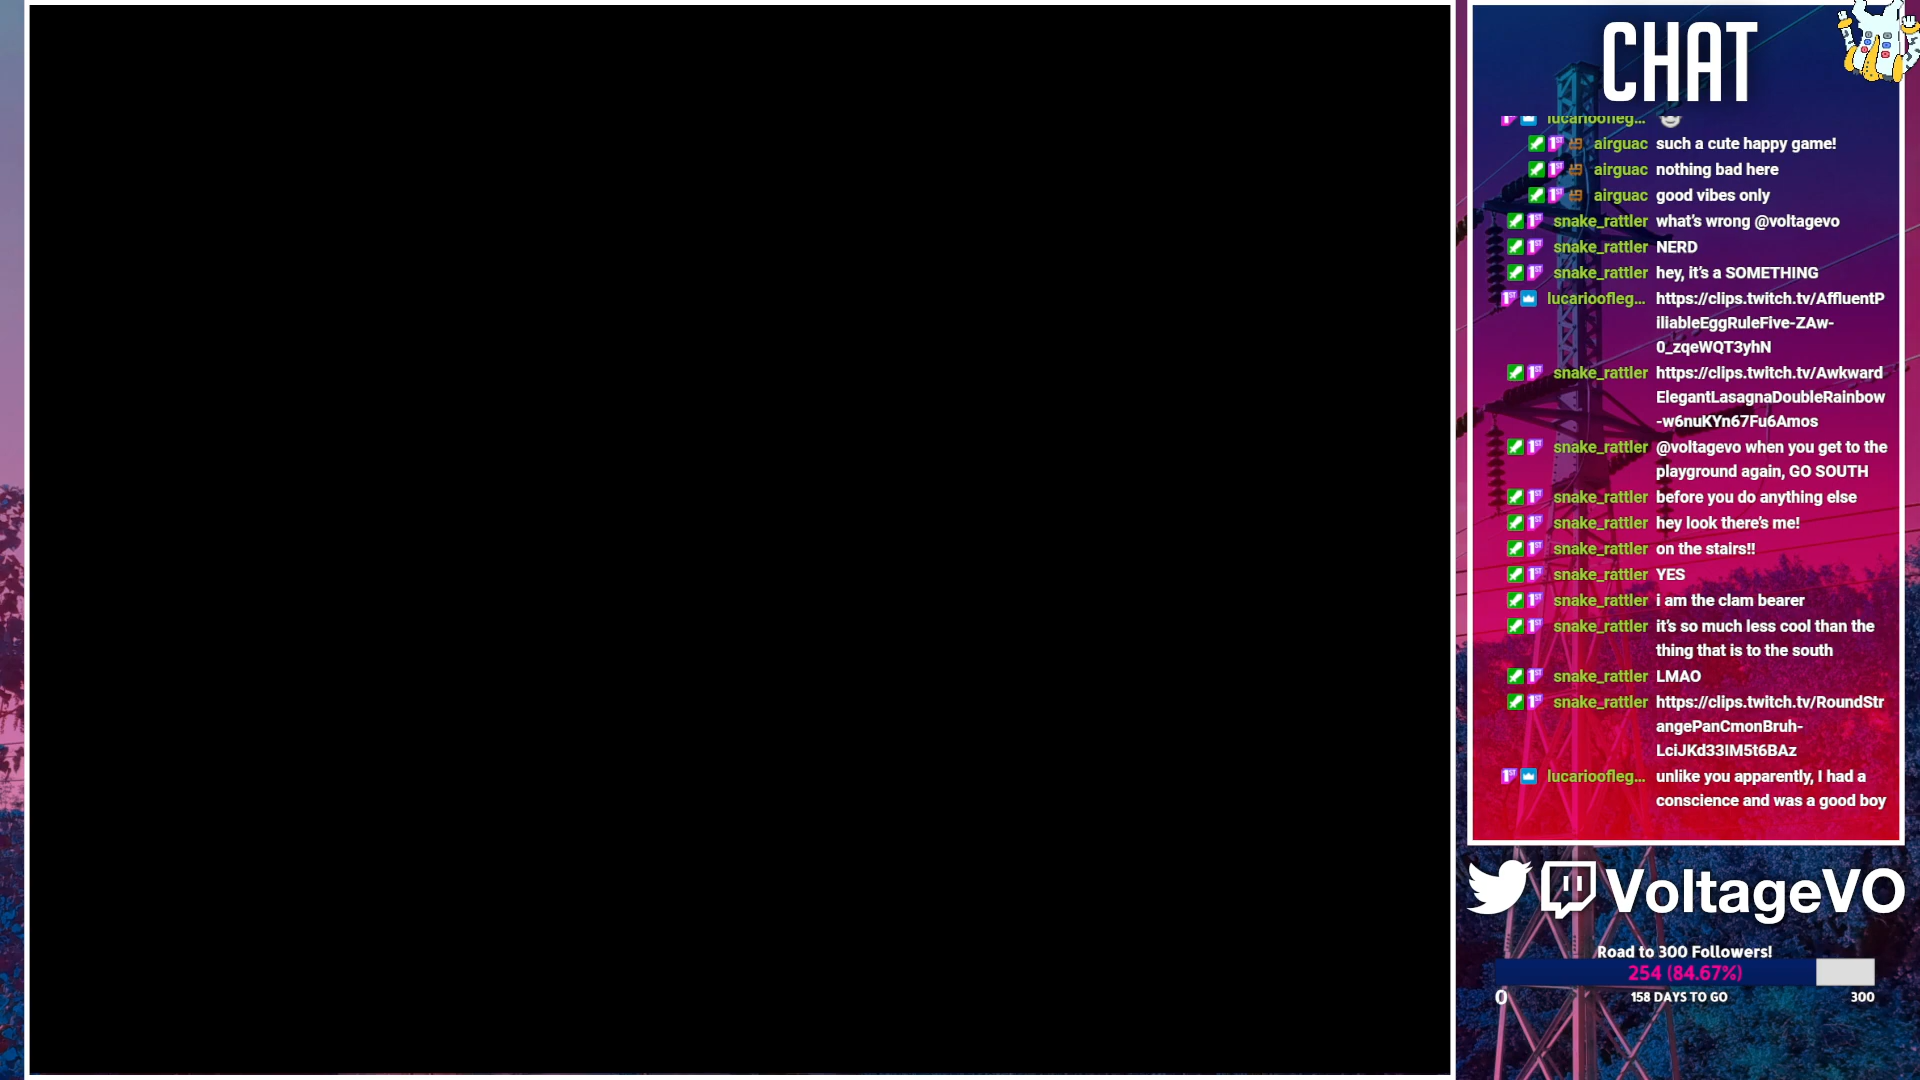 CHAT
lucarioofleg...
airguac such a cute happy game!
airguac nothing bad here
airguac good vibes only
snake_rattler what's wrong @voltagevo
snake_rattler NERD
snake_rattler hey, it's a SOMETHING
lucarioofleg... https://clips.twitch.tv/AffluentP
iliableEggRuleFive-ZAw-
0_zqeWQT3yhN
snake_rattler https://clips.twitch.tv/Awkward
ElegantLasagnaDoubleRainbow
-w6nuKYn67Fu6Amos
snake_rattler @voltagevo when you get to the
playground again, GO SOUTH
snake_rattler before you do anything else
snake_rattler hey look there's me!
snake_rattler on the stairs!!
snake_rattler YES
snake_rattler i am the clam bearer
snake_rattler it's so much less cool than the
thing that is to the south
snake_rattler LMAO
snake_rattler https://clips.twitch.tv/RoundStr
angePanCmonBruh-
LciJKd33IM5t6BAz
lucarioofleg... unlike you apparently, I had a
conscience and was a good boy
VoltageVO
Road to 300 Followers!
254 (84.67%)
0 158 DAYS TO GO 300